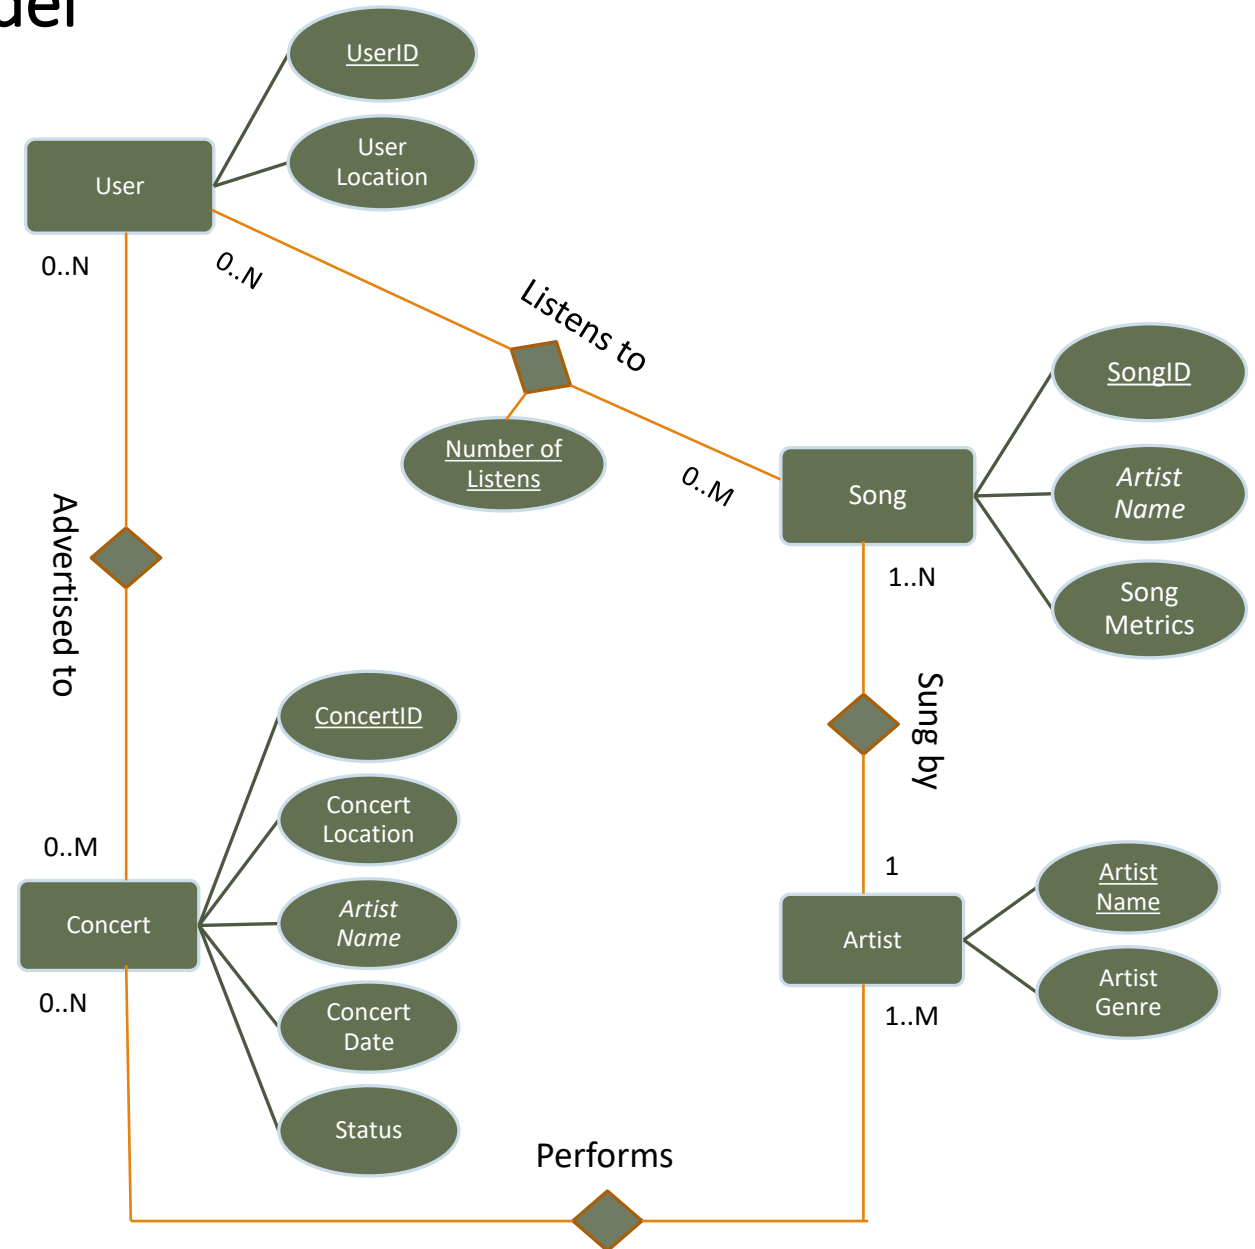 UserID
User
Location
User
0..N
0..N
Listens to
Number of
Listens
0..M
SongID
Artist
Name
Song
Metrics
Song
1..N
Advertised to
Sung by
ConcertID
Concert
Location
Artist
Name
Concert
Date
Status
0..M
Concert
0..N
1
Artist
Artist
Name
Artist
Genre
1..M
Performs